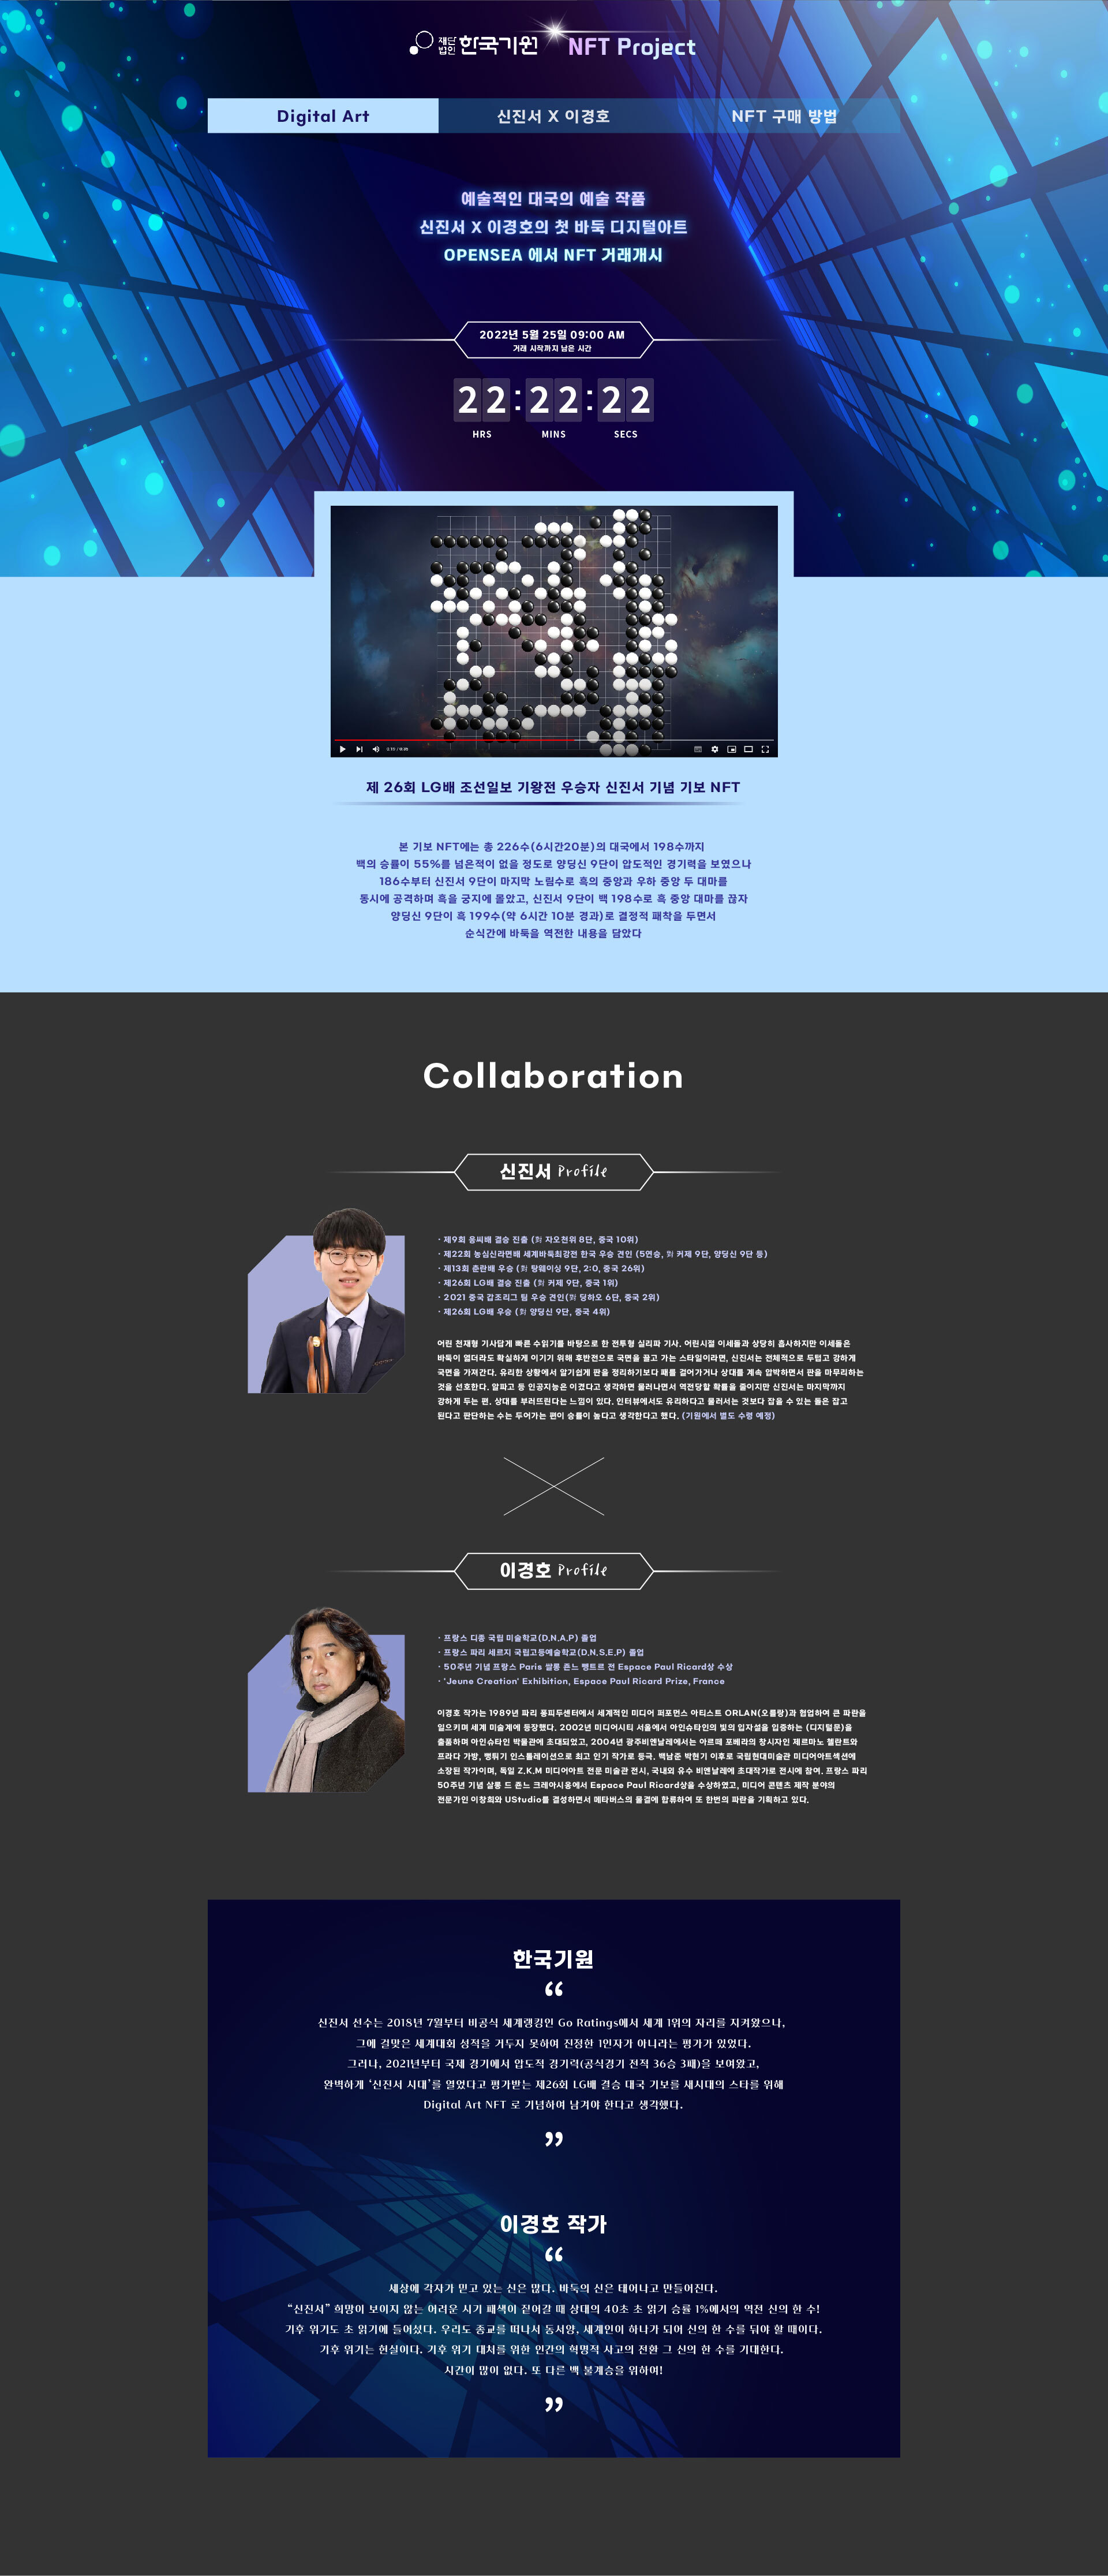 재단
법인 한국기원 NFT Project
Digital Art
신진서 X 이경호
NFT 구매 방법
예술적인 대국의 예술 작품
신진서 X 이경호의 첫 바둑 디지털아트
OPENSEA 에서 NFT 거래개시
2022년 5월 25일 09:00 AM
거래 시작까지 남은 시간
22:22:22
HRS MINS SECS
제 26회 LG배 조선일보 기왕전 우승자 신진서 기념 기보 NFT
본 기보 NFT에는 총 226수(6시간20분)의 대국에서 198수까지
백의 승률이 55%를 넘은적이 없을 정도로 양딩신 9단이 압도적인 경기력을 보였으나
186수부터 신진서 9단이 마지막 노림수로 흑의 중앙과 우하 중앙 두 대마를
동시에 공격하며 흑을 궁지에 몰았고, 신진서 9단이 백 198수로 흑 중앙 대마를 끊자
양딩신 9단이 흑 199수(약 6시간 10분 경과)로 결정적 패착을 두면서
순식간에 바둑을 역전한 내용을 담았다
Collaboration
신진서 Profile
· 제9회 응씨배 결승 진출 (對 자오천위 8단, 중국 10위)
· 제22회 농심신라면배 세계바둑최강전 한국 우승 견인 (5연승, 對 커제 9단, 양딩신 9단 등)
· 제13회 춘란배 우승 (對 탕웨이싱 9단, 2:0, 중국 26위)
· 제26회 LG배 결승 진출 (對 커제 9단, 중국 1위)
· 2021 중국 갑조리그 팀 우승 견인(對 딩하오 6단, 중국 2위)
· 제26회 LG배 우승 (對 양딩신 9단, 중국 4위)
어린 천재형 기사답게 빠른 수읽기를 바탕으로 한 전투형 실리파 기사. 어린시절 이세돌과 상당히 흡사하지만 이세돌은
바둑이 엷더라도 확실하게 이기기 위해 후반전으로 국면을 끌고 가는 스타일이라면, 신진서는 전체적으로 두텁고 강하게
국면을 가져간다. 유리한 상황에서 알기쉽게 판을 정리하기보다 패를 걸어가거나 상대를 계속 압박하면서 판을 마무리하는
것을 선호한다. 알파고 등 인공지능은 이겼다고 생각하면 물러나면서 역전당할 확률을 줄이지만 신진서는 마지막까지
강하게 두는 편. 상대를 부러뜨린다는 느낌이 있다. 인터뷰에서도 유리하다고 물러서는 것보다 잡을 수 있는 돌은 잡고
된다고 판단하는 수는 두어가는 편이 승률이 높다고 생각한다고 했다. (기원에서 별도 수령 예정)
이경호 Profile
· 프랑스 디종 국립 미술학교(D,N,A,P) 졸업
· 프랑스 파리 세르지 국립고등예술학교(D,N,S,E,P) 졸업
· 50주년 기념 프랑스 Paris 쌀롱 죤느 뺑트르 전 Espace Paul Ricard상 수상
· 'Jeune Creation' Exhibition, Espace Paul Ricard Prize, France
이경호 작가는 1989년 파리 퐁피두센터에서 세계적인 미디어 퍼포먼스 아티스트 ORLAN(오를랑)과 협업하여 큰 파란을
일으키며 세계 미술계에 등장했다. 2002년 미디어시티 서울에서 아인슈타인의 빛의 입자설을 입증하는 (디지털문)을
출품하며 아인슈타인 박물관에 초대되었고, 2004년 광주비엔날레에서는 아르떼 포베라의 창시자인 제르마노 첼란트와
프라다 가방, 뻥튀기 인스톨레이션으로 최고 인기 작가로 등극. 백남준 박현기 이후로 국립현대미술관 미디어아트섹션에
소장된 작가이며, 독일 Z.K.M 미디어아트 전문 미술관 전시, 국내외 유수 비엔날레에 초대작가로 전시에 참여. 프랑스 파리
50주년 기념 살롱 드 죤느 크레아시옹에서 Espace Paul Ricard상을 수상하였고, 미디어 콘텐츠 제작 분야의
전문가인 이창희와 UStudio를 결성하면서 메타버스의 물결에 합류하여 또 한번의 파란을 기획하고 있다.
한국기원
“
신진서 선수는 2018년 7월부터 비공식 세계랭킹인 Go Ratings에서 세계 1위의 자리를 지켜왔으나,
그에 걸맞은 세계대회 성적을 거두지 못하여 진정한 1인자가 아니라는 평가가 있었다.
그러나, 2021년부터 국제 경기에서 압도적 경기력(공식경기 전적 36승 3패)을 보여왔고,
완벽하게 ‘신진서 시대’를 열었다고 평가받는 제26회 LG배 결승 대국 기보를 새시대의 스타를 위해
Digital Art NFT 로 기념하여 남겨야 한다고 생각했다.
”
이경호 작가
“
세상에 각자가 믿고 있는 신은 많다. 바둑의 신은 태어나고 만들어진다.
“신진서” 희망이 보이지 않는 어려운 시기 패색이 짙어갈 때 상대의 40초 초 읽기 승률 1%에서의 역전 신의 한 수!
기후 위기도 초 읽기에 들어섰다. 우리도 종교를 떠나서 동서양, 세계인이 하나가 되어 신의 한 수를 둬야 할 때이다.
기후 위기는 현실이다. 기후 위기 대처를 위한 인간의 혁명적 사고의 전환 그 신의 한 수를 기대한다.
시간이 많이 없다. 또 다른 백 불계승을 위하여!
”